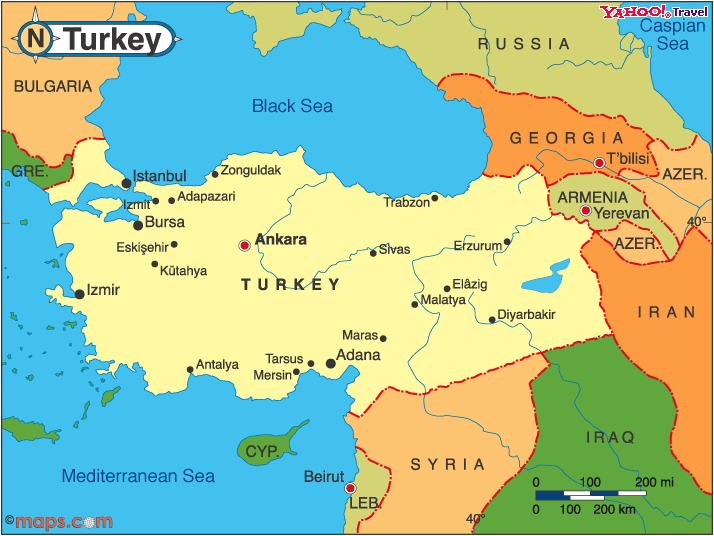 YAHOO! Travel
N Turkey
Caspian
Sea
RUSSIA
BULGARIA
Black Sea
GEORGIA
T'bilisi
GRE.
Zonguldak
Istanbul
AZER.
Izmit
Adapazari
Trabzon
ARMENIA
Yerevan
40°
Bursa
Ankara
Eskişehir
Sivas
Erzurum
AZER.
Kütahya
TURKEY
Elâzig
Izmir
Malatya
IRAN
Diyarbakir
Maras
Adana
Tarsus
Antalya
Mersin
CYP.
IRAQ
SYRIA
Mediterranean Sea
Beirut
0 100 200 mi
0 100 200 km
LEB.
©maps.com
40°